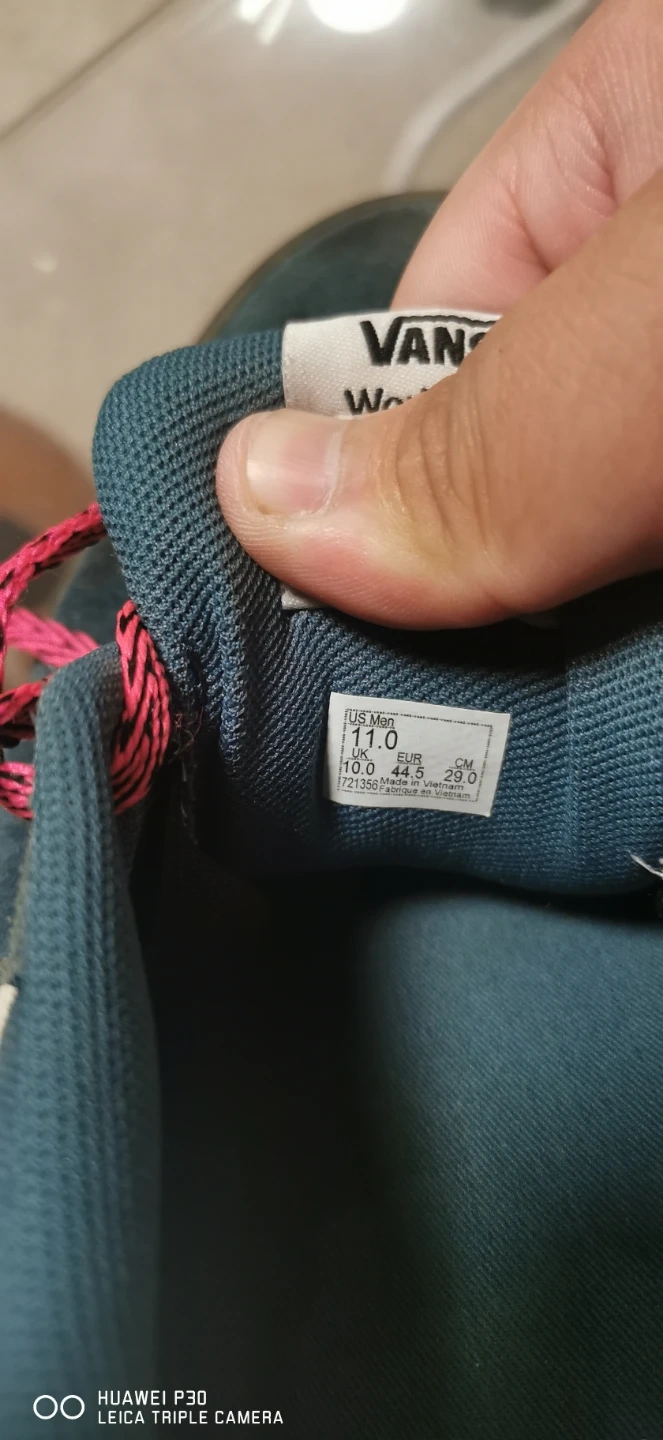 VANS
US Men
11.0
UK EUR CM
10.0 44.5 29.0
721356 Made in Vietnam
Fabriqué en Vietnam
HUAWEI P30
LEICA TRIPLE CAMERA